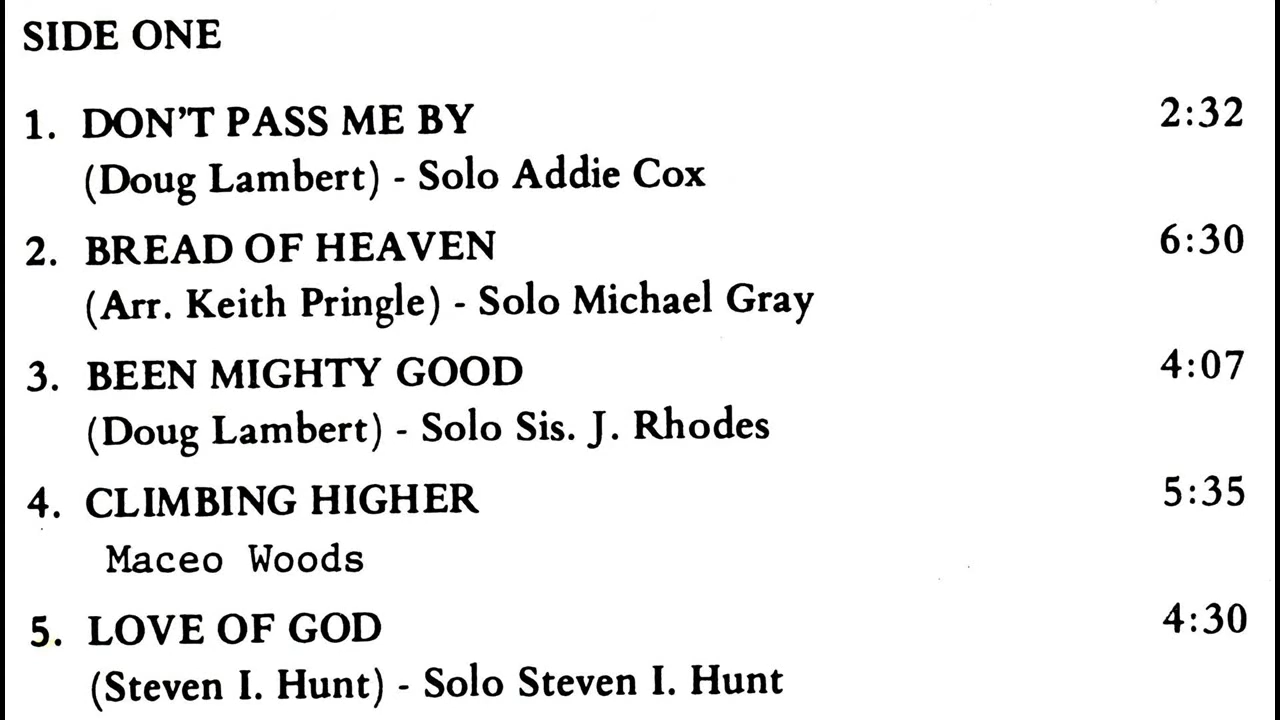 SIDE ONE
1. DON'T PASS ME BY 2:32
(Doug Lambert) - Solo Addie Cox
2. BREAD OF HEAVEN 6:30
(Arr. Keith Pringle) - Solo Michael Gray
3. BEEN MIGHTY GOOD 4:07
(Doug Lambert) - Solo Sis. J. Rhodes
4. CLIMBING HIGHER 5:35
Maceo Woods
5. LOVE OF GOD 4:30
(Steven I. Hunt) - Solo Steven I. Hunt